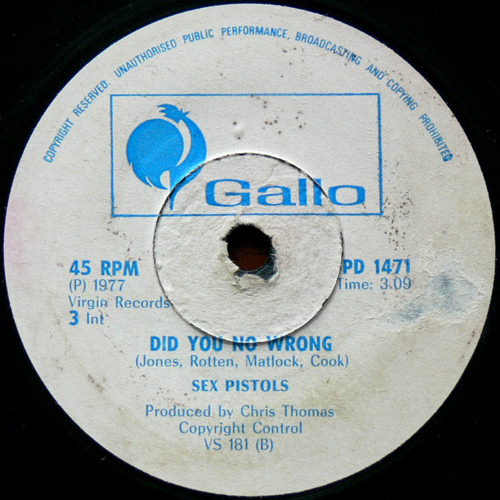 COPYRIGHT RESERVED. UNAUTHORISED PUBLIC PERFORMANCE, BROADCASTING AND COPYING PROHIBITED
Gallo
45 RPM
PD 1471
(P) 1977
Time: 3.09
Virgin Records
3 Int
DID YOU NO WRONG
(Jones, Rotten, Matlock, Cook)
SEX PISTOLS
Produced by Chris Thomas
Copyright Control
VS 181 (B)